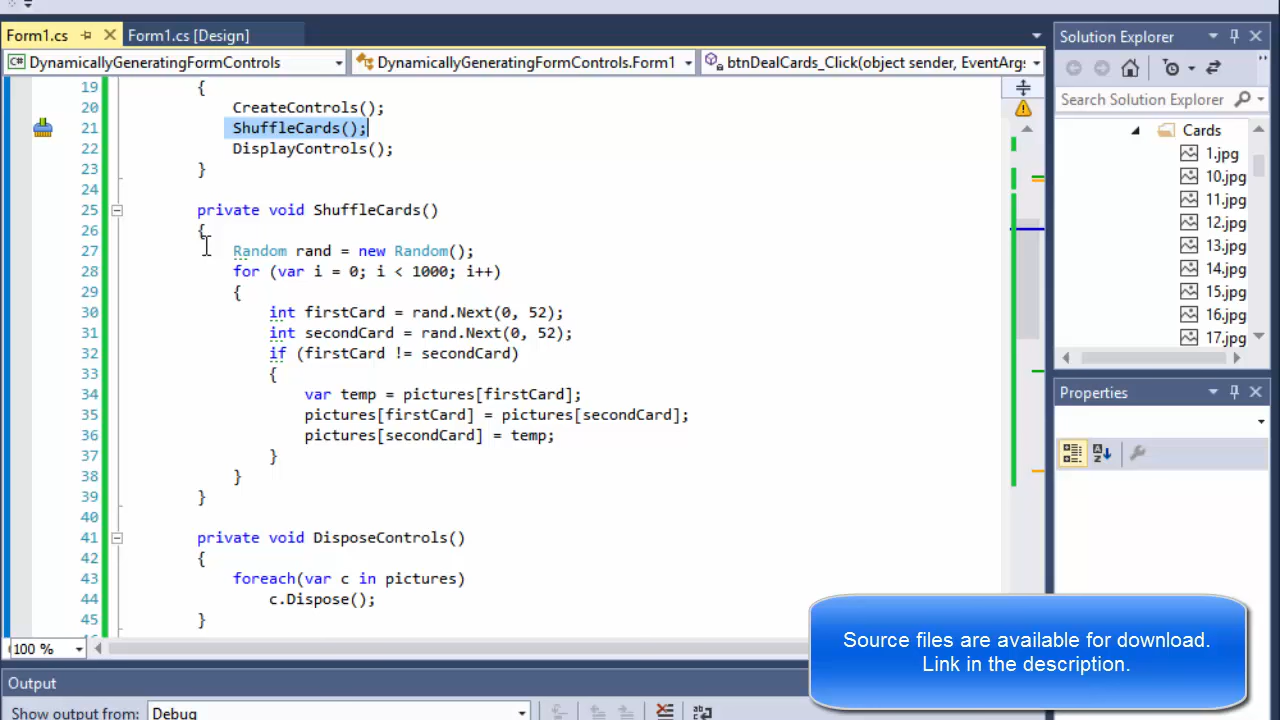 Form1.cs
Form1.cs [Design]
DynamicallyGeneratingFormControls
DynamicallyGeneratingFormControls.Form1
btnDealCards_Click(object sender, EventArgs
19 {
20 CreateControls();
21 ShuffleCards();
22 DisplayControls();
23 }
24
25 private void ShuffleCards()
26 {
27 Random rand = new Random();
28 for (var i = 0; i < 1000; i++)
29 {
30 int firstCard = rand.Next(0, 52);
31 int secondCard = rand.Next(0, 52);
32 if (firstCard != secondCard)
33 {
34 var temp = pictures[firstCard];
35 pictures[firstCard] = pictures[secondCard];
36 pictures[secondCard] = temp;
37 }
38 }
39 }
40
41 private void DisposeControls()
42 {
43 foreach(var c in pictures)
44 c.Dispose();
45 }
100 %
Output
Show output from: Debug
Solution Explorer
Search Solution Explorer
Cards
1.jpg
10.jpg
11.jpg
12.jpg
13.jpg
14.jpg
15.jpg
16.jpg
17.jpg
Properties
Source files are available for download.
Link in the description.